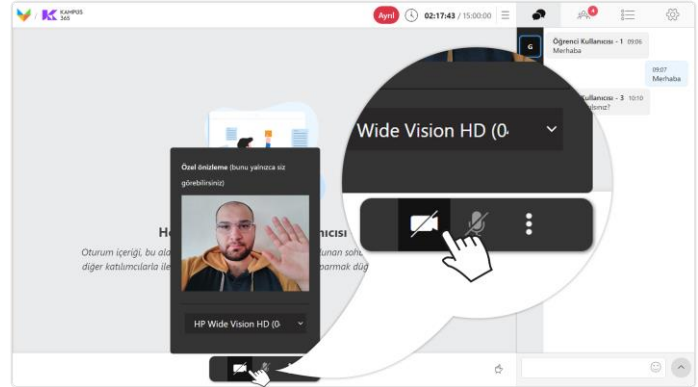 KAMPÜS
365
Ayrıl
02:17:43 / 15:00:00
4
G
Öğrenci Kullanıcısı - 1 09:06
Merhaba
09:07
Merhaba
Kullanıcısı - 3 10:10
Wide Vision HD (0
Özel önizleme (bunu yalnızca siz
görebilirsiniz)
Oturum içeriği, bu
diğer katılımcılarla
parmak
HP Wide Vision HD (0